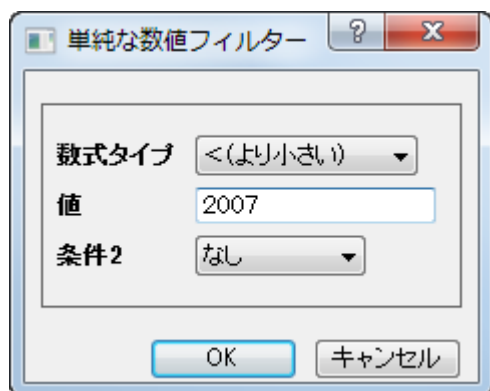 単純な数値フィルター
数式タイプ <(より小さい)
値 2007
条件2 なし
OK キャンセル